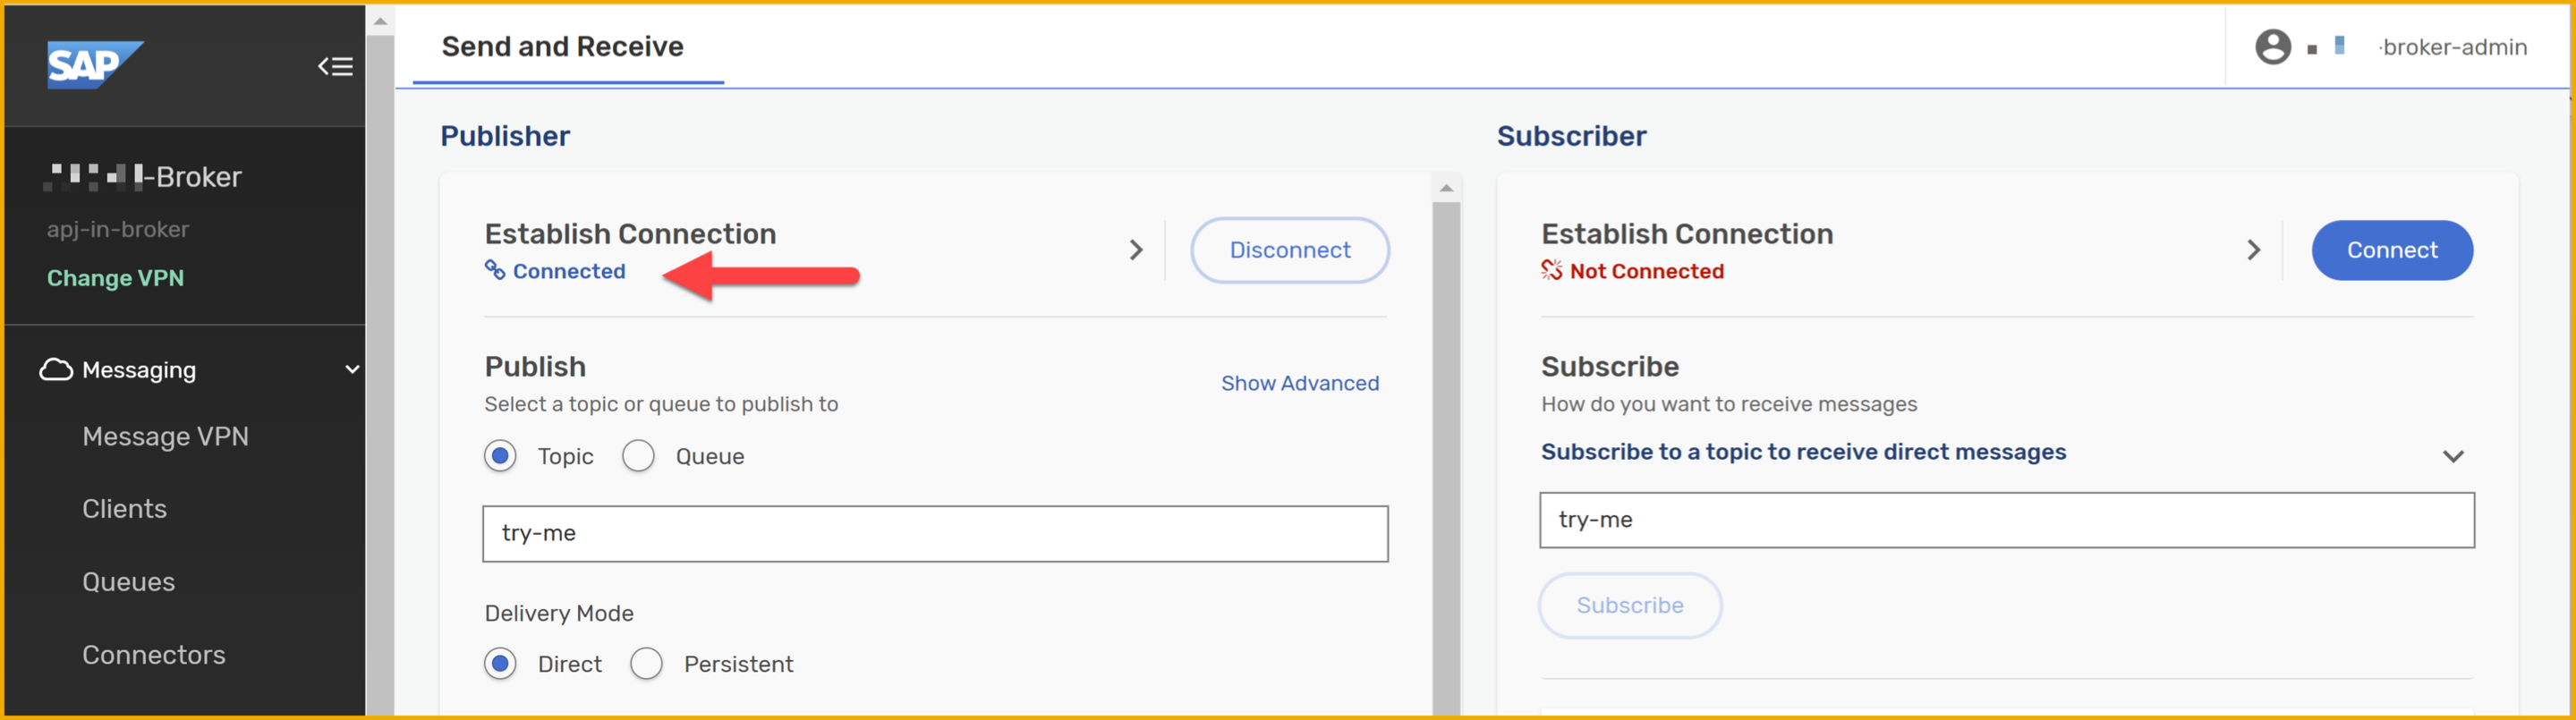 SAP
-Broker
apj-in-broker
Change VPN
Messaging
Message VPN
Clients
Queues
Connectors
Send and Receive
-broker-admin
Publisher
Establish Connection
Connected
Disconnect
Publish
Show Advanced
Select a topic or queue to publish to
Topic Queue
try-me
Delivery Mode
Direct Persistent
Subscriber
Establish Connection
Not Connected
Connect
Subscribe
How do you want to receive messages
Subscribe to a topic to receive direct messages
try-me
Subscribe